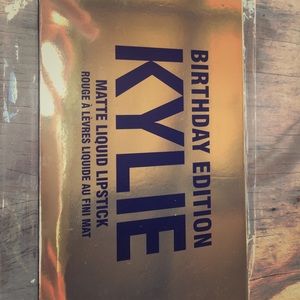 BIRTHDAY EDITION
KYLIE
MATTE LIQUID LIPSTICK
ROUGE À LÈVRES LIQUIDE AU FINI MAT